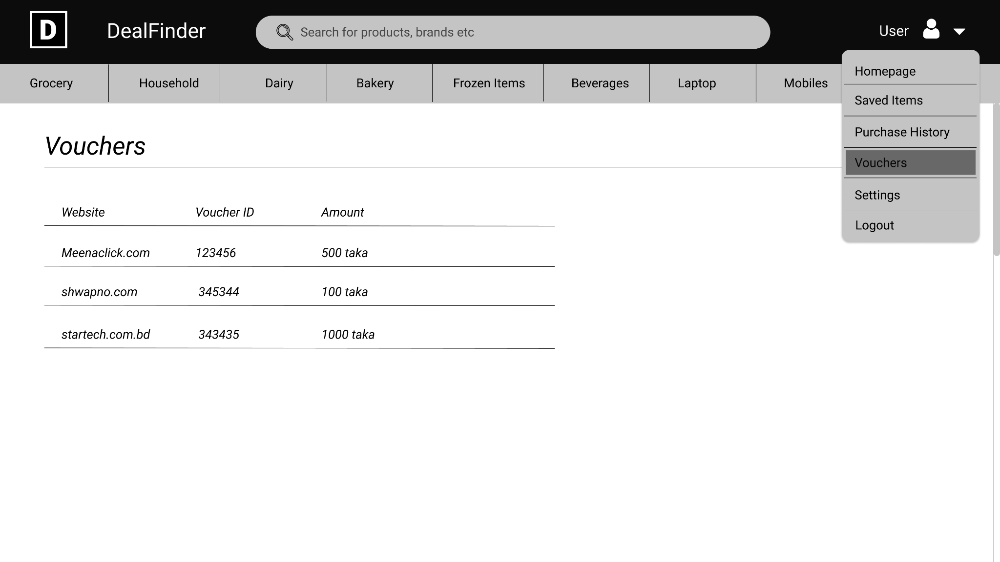 D DealFinder Search for products, brands etc User
Grocery Household Dairy Bakery Frozen Items Beverages Laptop Mobiles
Homepage
Saved Items
Purchase History
Vouchers
Settings
Logout
Vouchers
Website Voucher ID Amount
Meenaclick.com 123456 500 taka
shwapno.com 345344 100 taka
startech.com.bd 343435 1000 taka